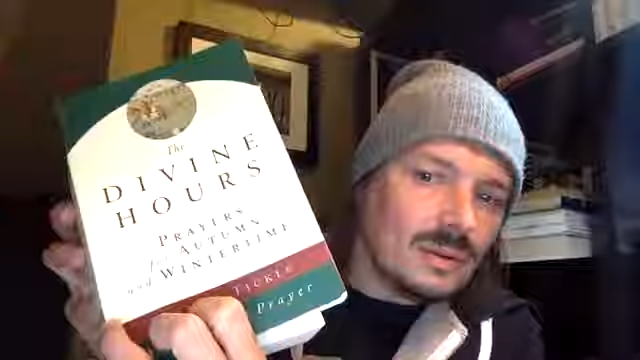 The
DIVINE
HOURS
PRAYERS
for AUTUMN
and WINTERTIME
TICKLE
Prayer